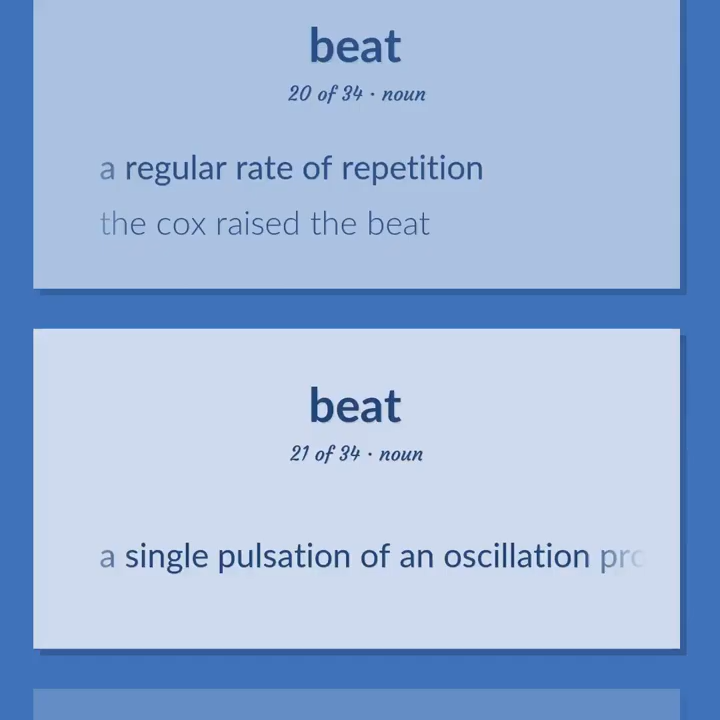 beat
20 of 34 · noun
a regular rate of repetition
the cox raised the beat
beat
21 of 34 · noun
a single pulsation of an oscillation